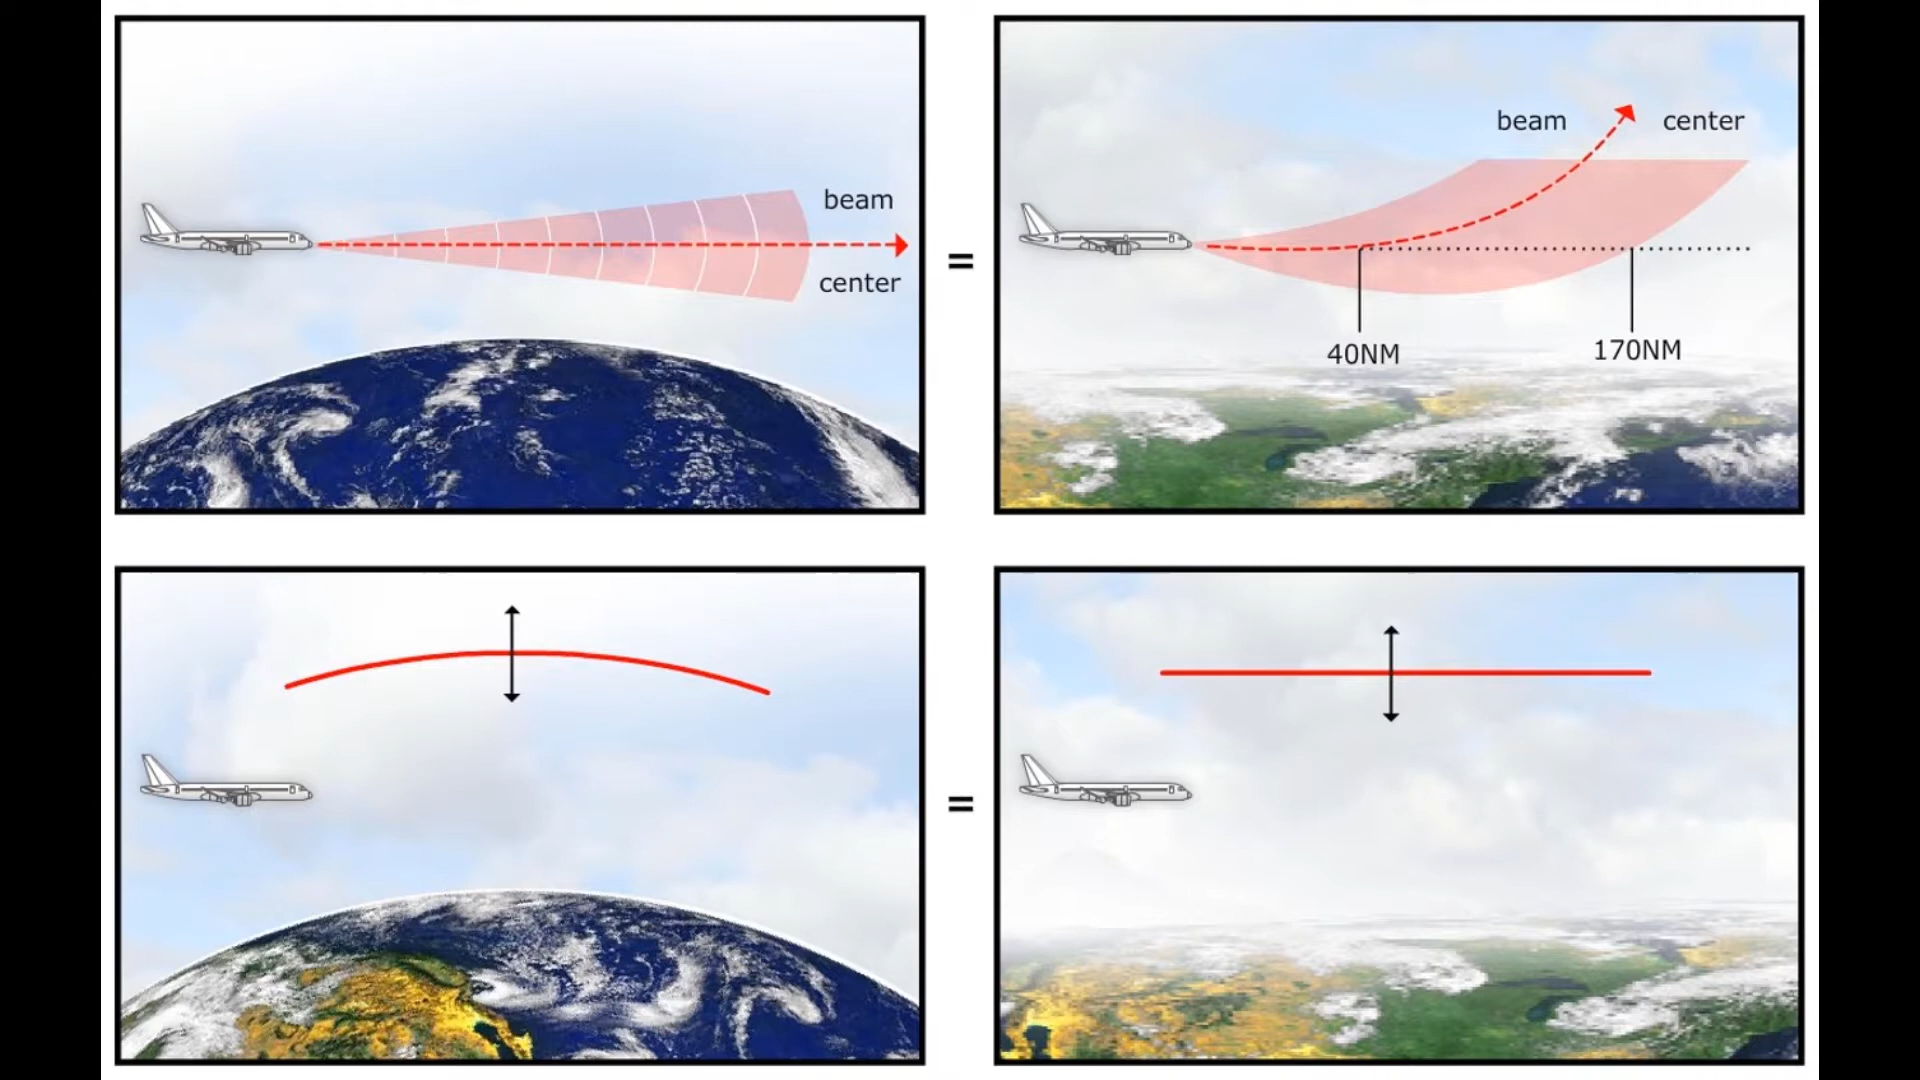 beam
center
=
beam center
40NM
170NM
=